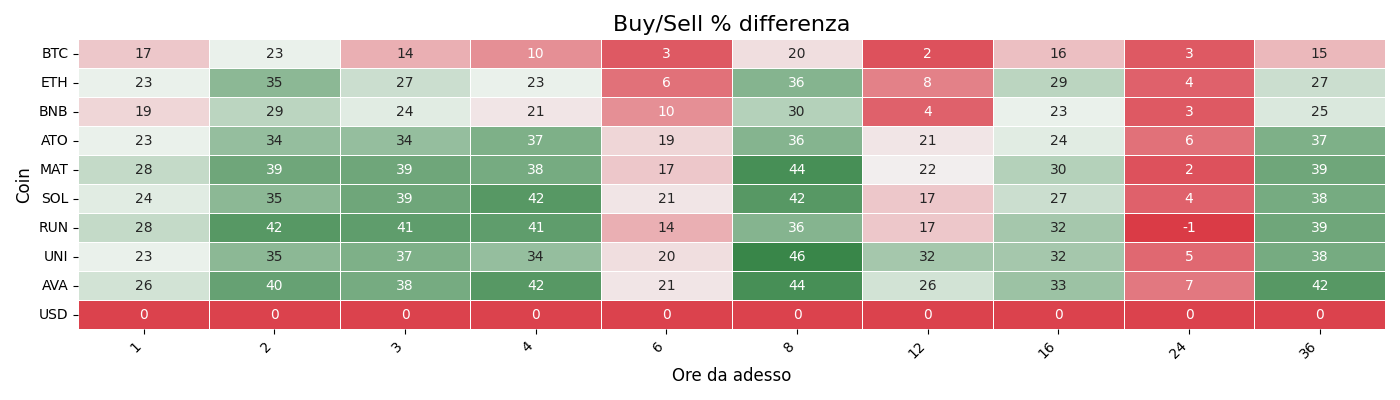 Buy/Sell % differenza
BTC 17 23 14 10 3 20 2 16 3 15
ETH 23 35 27 23 6 36 8 29 4 27
BNB 19 29 24 21 10 30 4 23 3 25
ATO 23 34 34 37 19 36 21 24 6 37
MAT 28 39 39 38 17 44 22 30 2 39
SOL 24 35 39 42 21 42 17 27 4 38
RUN 28 42 41 41 14 36 17 32 -1 39
UNI 23 35 37 34 20 46 32 32 5 38
AVA 26 40 38 42 21 44 26 33 7 42
USD 0 0 0 0 0 0 0 0 0 0
Coin
1 2 3 4 6 8 12 16 24 36
Ore da adesso